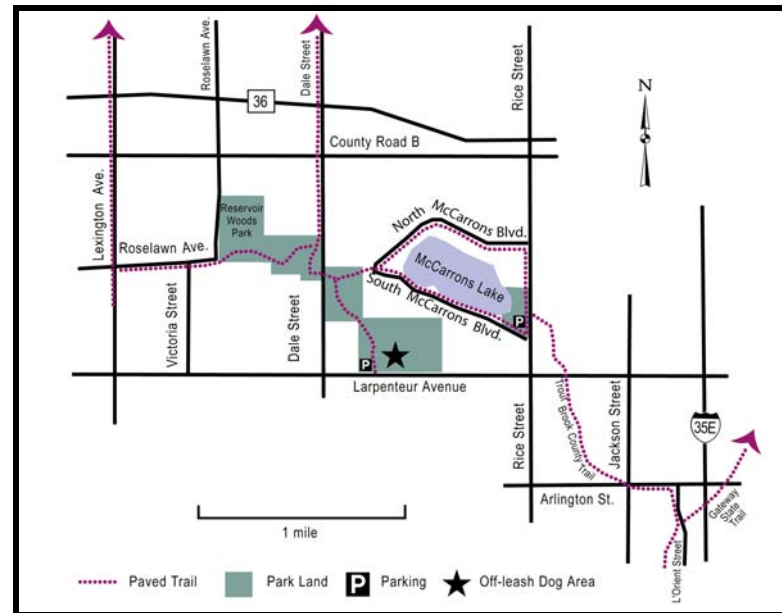 Roselawn Ave.
Dale Street
Rice Street
N
36
County Road B
Lexington Ave.
Reservoir
Woods
Park
North McCarrons Blvd.
Roselawn Ave.
McCarrons Lake
South McCarrons Blvd.
P
Victoria Street
Dale Street
P
Larpenteur Avenue
Trout Brook County
Trail
Rice Street
Jackson Street
35E
Arlington St.
Gateway
State
Trail
L'Orient Street
1 mile
Paved Trail
Park Land
P Parking
Off-leash Dog Area